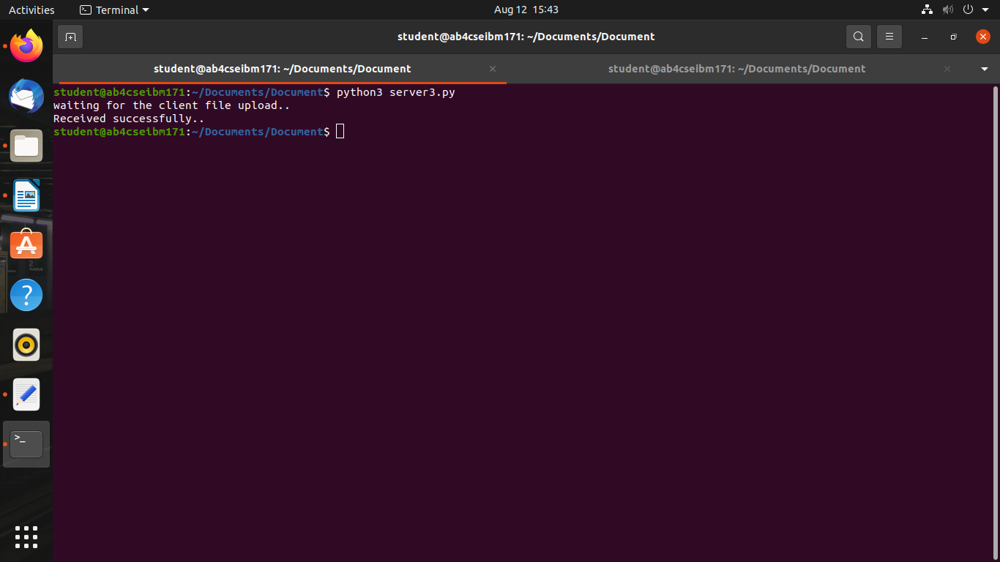 Activities
Terminal
Aug 12 15:43
student@ab4cseibm171: ~/Documents/Document
student@ab4cseibm171: ~/Documents/Document
student@ab4cseibm171: ~/Documents/Document
student@ab4cseibm171:~/Documents/Document$ python3 server3.py
waiting for the client file upload..
Received successfully..
student@ab4cseibm171:~/Documents/Document$